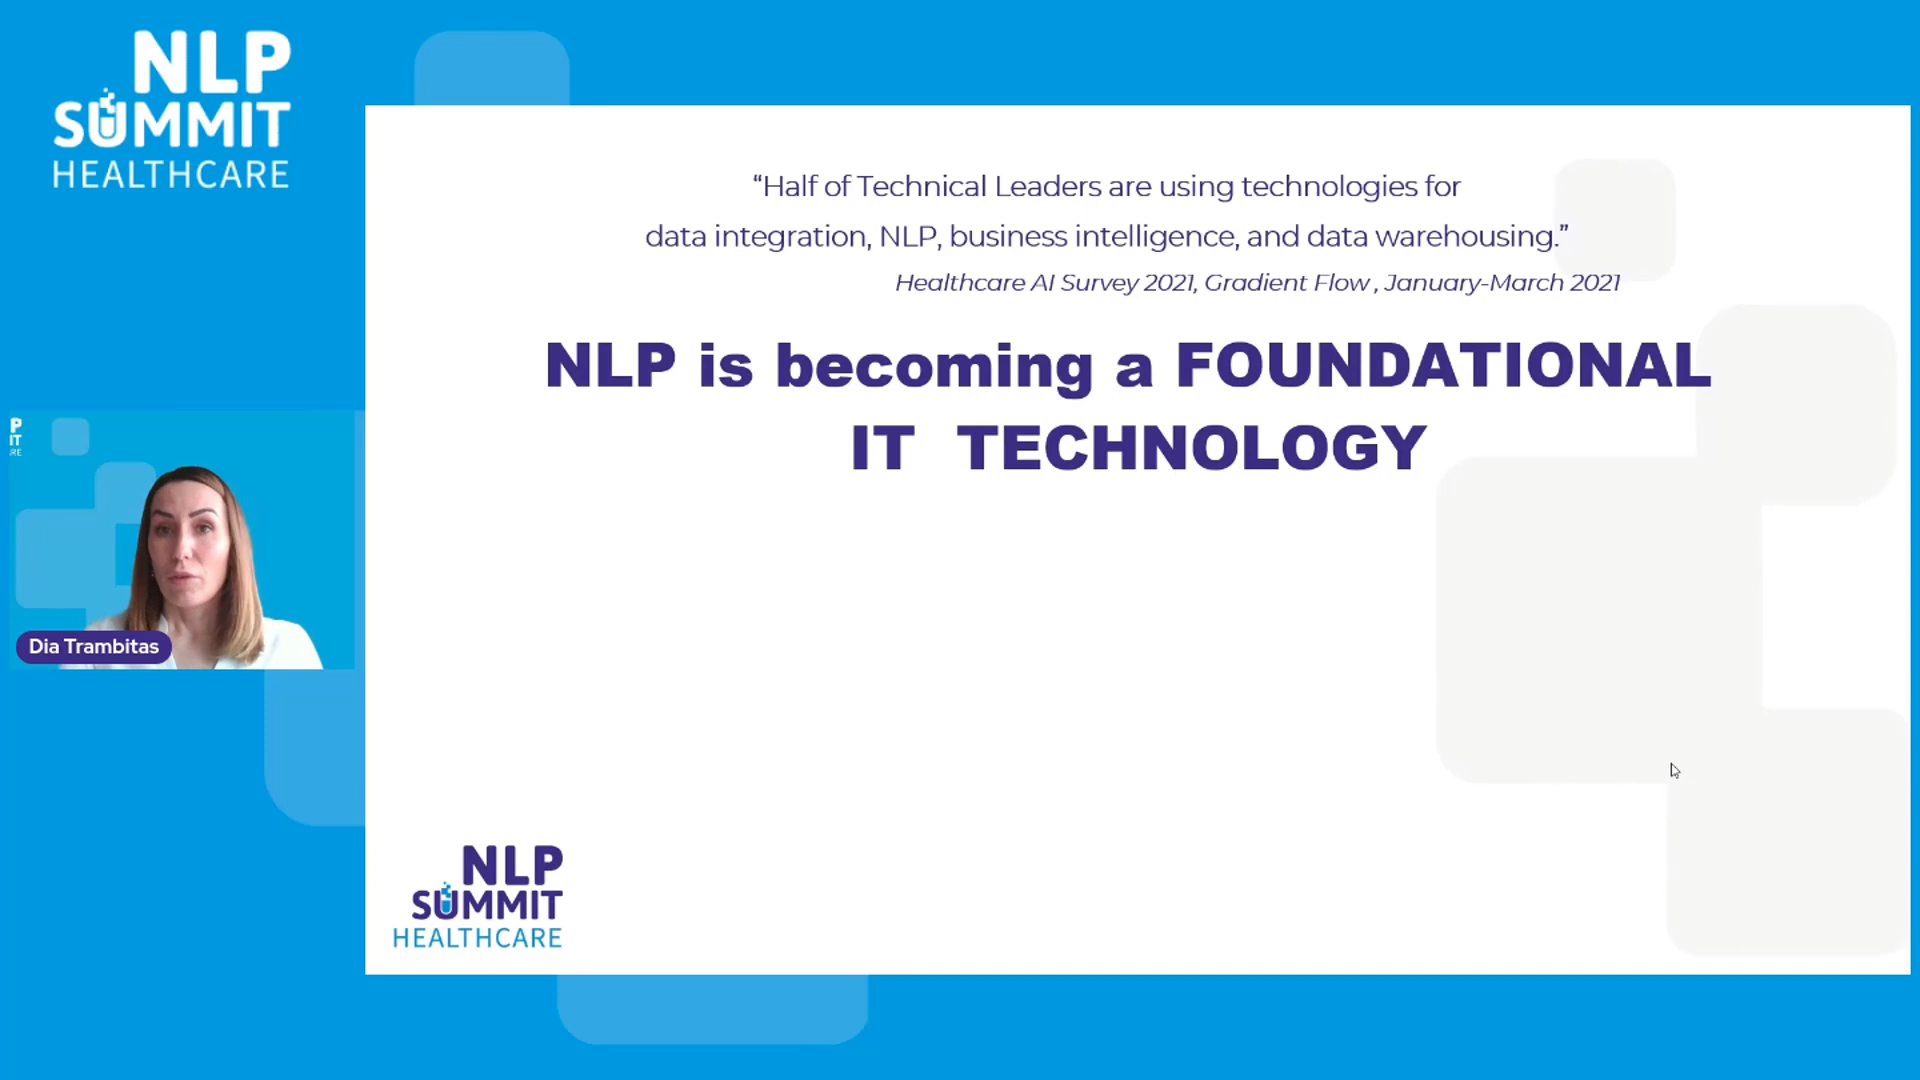 NLP
SUMMIT
HEALTHCARE
“Half of Technical Leaders are using technologies for
data integration, NLP, business intelligence, and data warehousing.”
Healthcare AI Survey 2021, Gradient Flow , January-March 2021
NLP is becoming a FOUNDATIONAL
IT TECHNOLOGY
P
IT
RE
Dia Trambitas
NLP
SUMMIT
HEALTHCARE